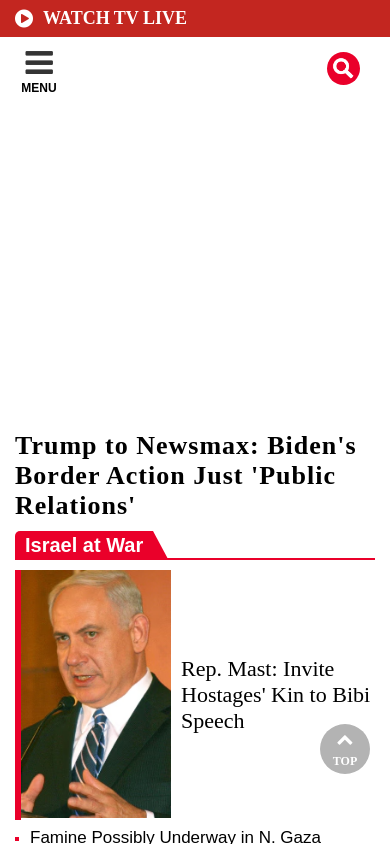 WATCH TV LIVE
MENU
Trump to Newsmax: Biden's
Border Action Just 'Public
Relations'
Israel at War
Rep. Mast: Invite
Hostages' Kin to Bibi
Speech
TOP
Famine Possibly Underway in N. Gaza